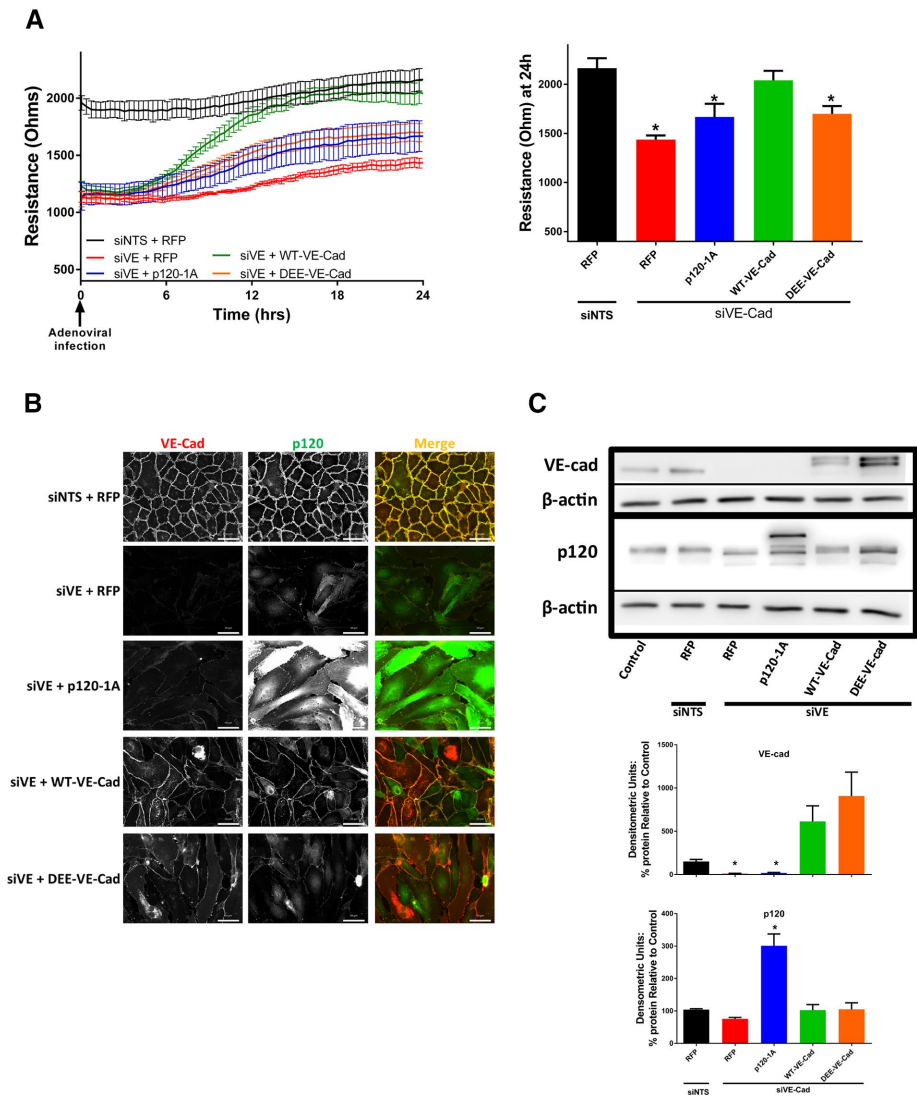 A
Resistance (Ohms)
2000
1500
1000
500
siNTS + RFP
siVE + RFP
siVE + p120-1A
siVE + WT-VE-Cad
siVE + DEE-VE-Cad
0 6 12 18 24
Time (hrs)
Adenoviral
infection
Resistance (Ohm) at 24h
2000
1500
1000
500
* * *
RFP RFP p120-1A WT-VE-Cad DEE-VE-Cad
siNTS siVE-Cad
B
VE-Cad p120 Merge
siNTS + RFP
siVE + RFP
siVE + p120-1A
siVE + WT-VE-Cad
siVE + DEE-VE-Cad
C
VE-cad
β-actin
p120
β-actin
Control RFP RFP p120-1A WT-VE-Cad DEE-VE-cad
siNTS siVE
VE-cad
Densitometric Units:
% protein Relative to Control
1000
500
0
* *
p120
Densometric Units:
% protein Relative to Control
400
300
200
100
0
*
RFP RFP p120-1A WT-VE-Cad DEE-VE-Cad
siNTS siVE-Cad